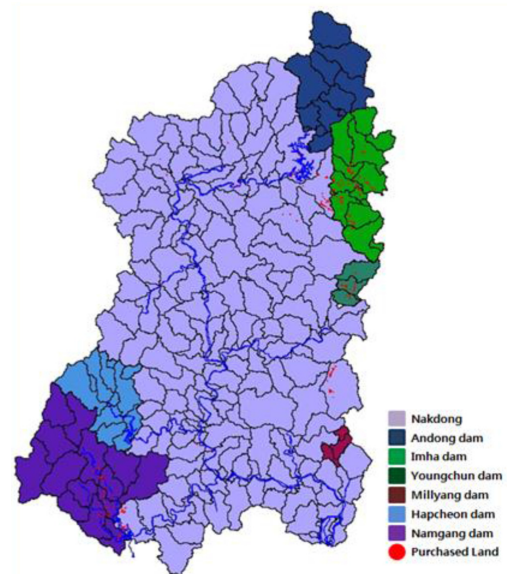 Nakdong
Andong dam
Imha dam
Youngchun dam
Millyang dam
Hapcheon dam
Namgang dam
Purchased Land